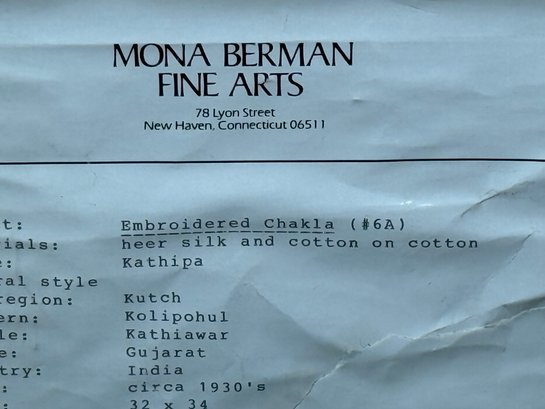 MONA BERMAN
FINE ARTS
78 Lyon Street
New Haven, Connecticut 06511
t: Embroidered Chakla (#6A)
ials: heer silk and cotton on cotton
e: Kathipa
ral style
region: Kutch
ern: Kolipohul
le: Kathiawar
e: Gujarat
try: India
: circa 1930's
: 32 x 34